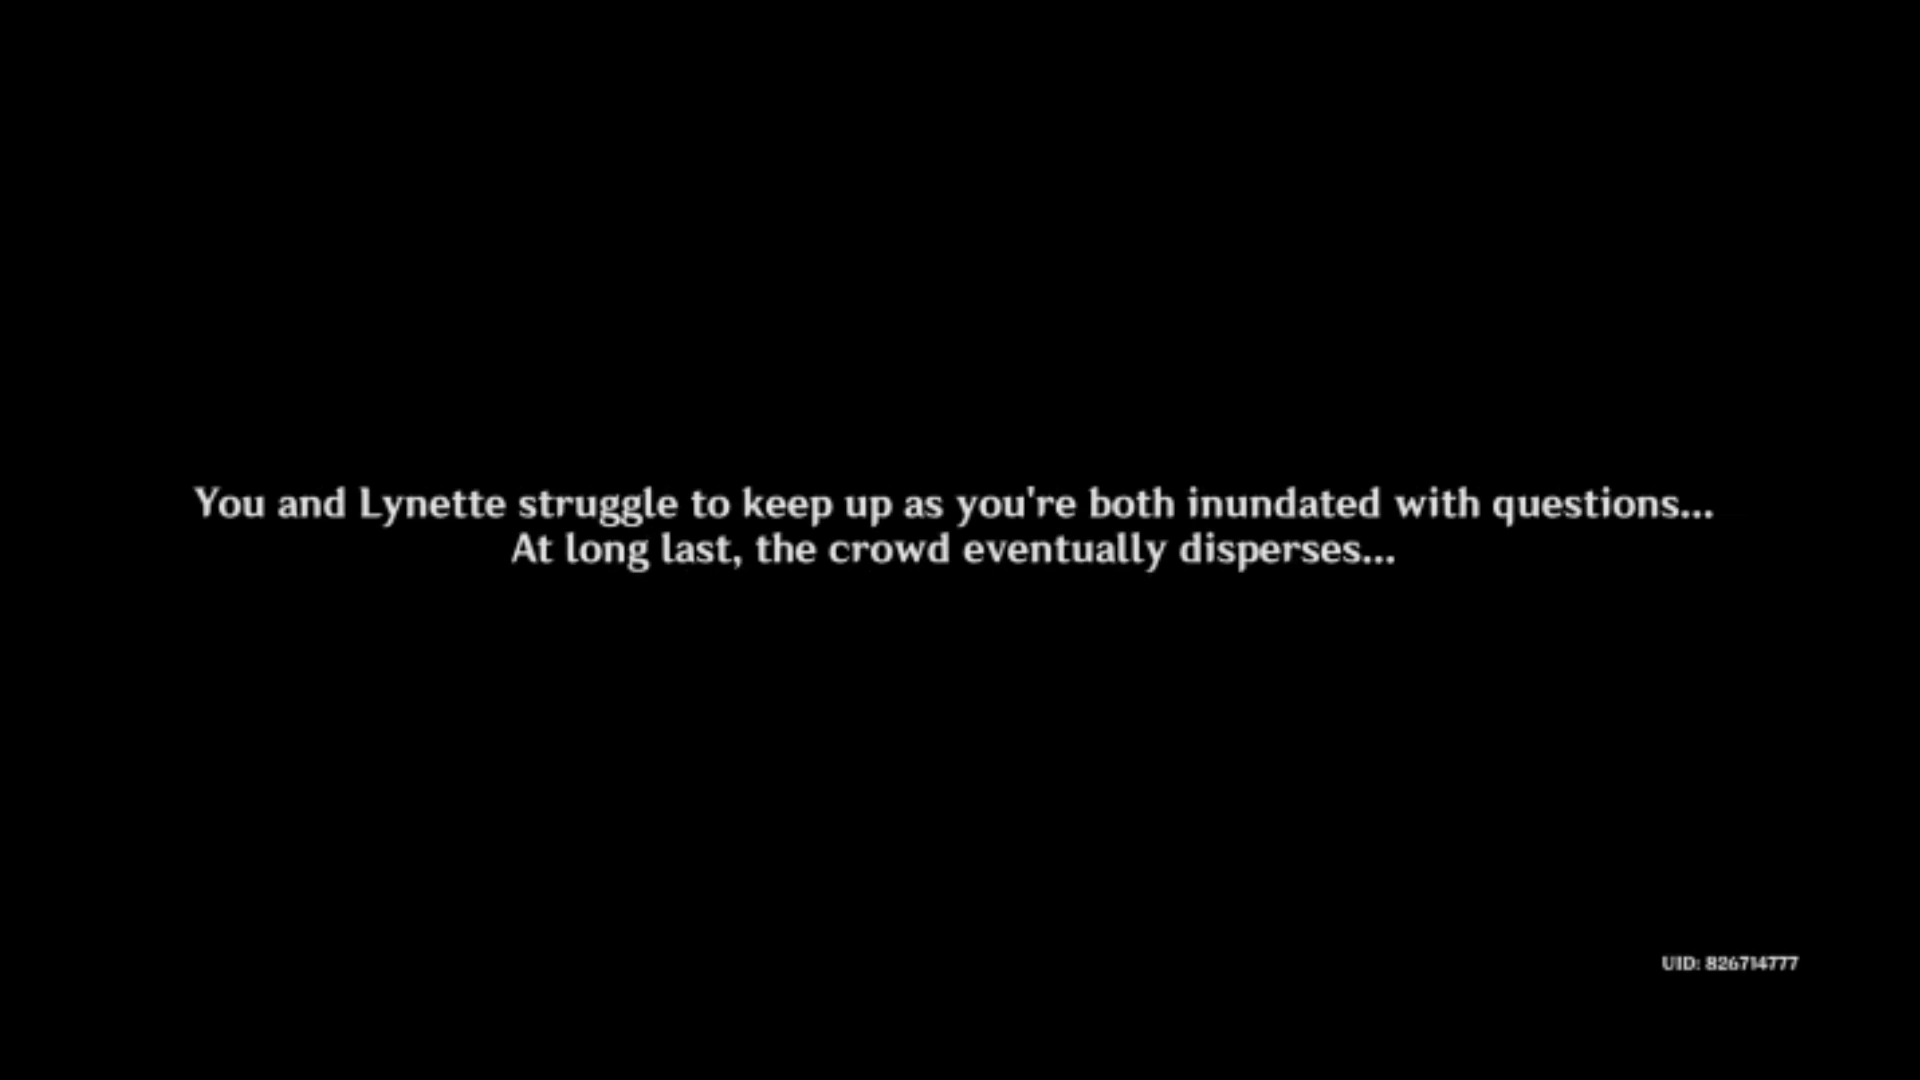 You and Lynette struggle to keep up as you're both inundated with questions...
At long last, the crowd eventually disperses...
UID: 826714777